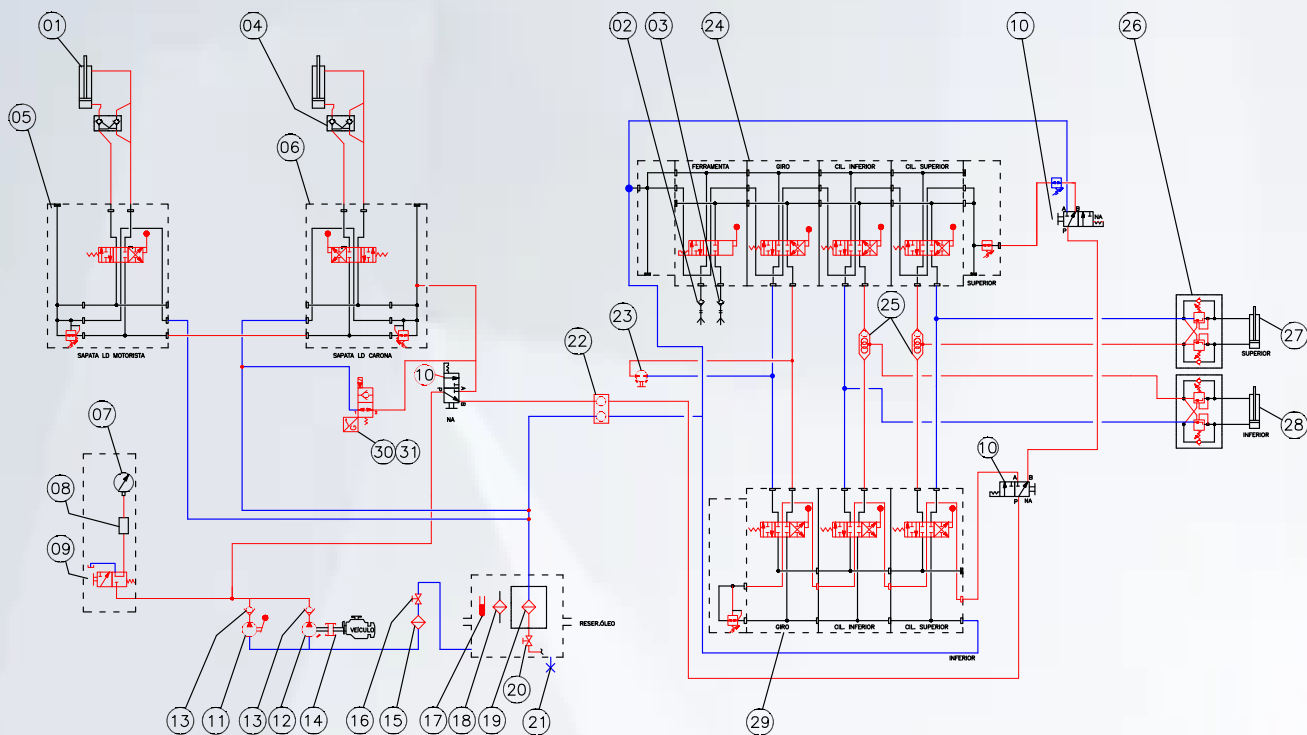 01
04
02
03
24
10
26
05
06
FERRAMENTA
GIRO
CIL. INFERIOR
CIL. SUPERIOR
A
B
NA
P
10
SUPERIOR
SAPATA LD MOTORISTA
SAPATA LD CARONA
25
23
22
27
SUPERIOR
10
P
A
B
NA
30
31
28
INFERIOR
07
10
A
B
P
NA
08
09
VEÍCULO
RESER.ÓLEO
GIRO
CIL. INFERIOR
CIL. SUPERIOR
INFERIOR
20
13
11
13
12
14
16
15
17
18
19
21
29